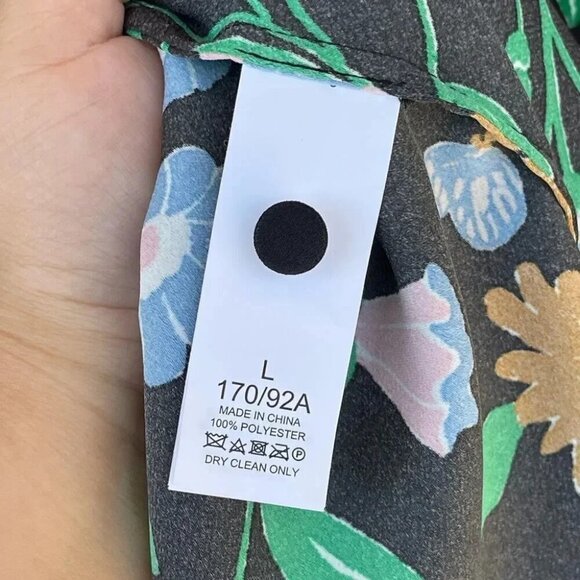 L
170/92A
MADE IN CHINA
100% POLYESTER
P
DRY CLEAN ONLY